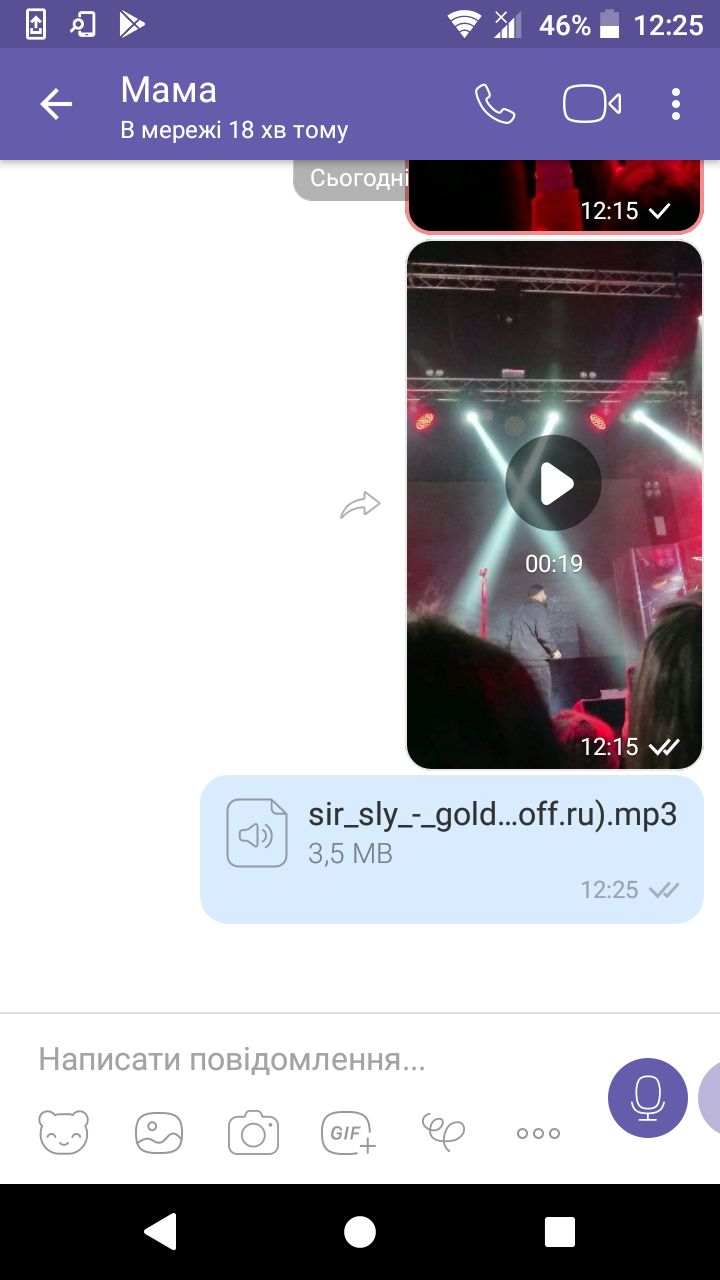 46% 12:25
Мама
В мережі 18 хв тому
Сьогодні
12:15
00:19
12:15
sir_sly_-_gold...off.ru).mp3
3,5 MB
12:25
Написати повідомлення...
GIF